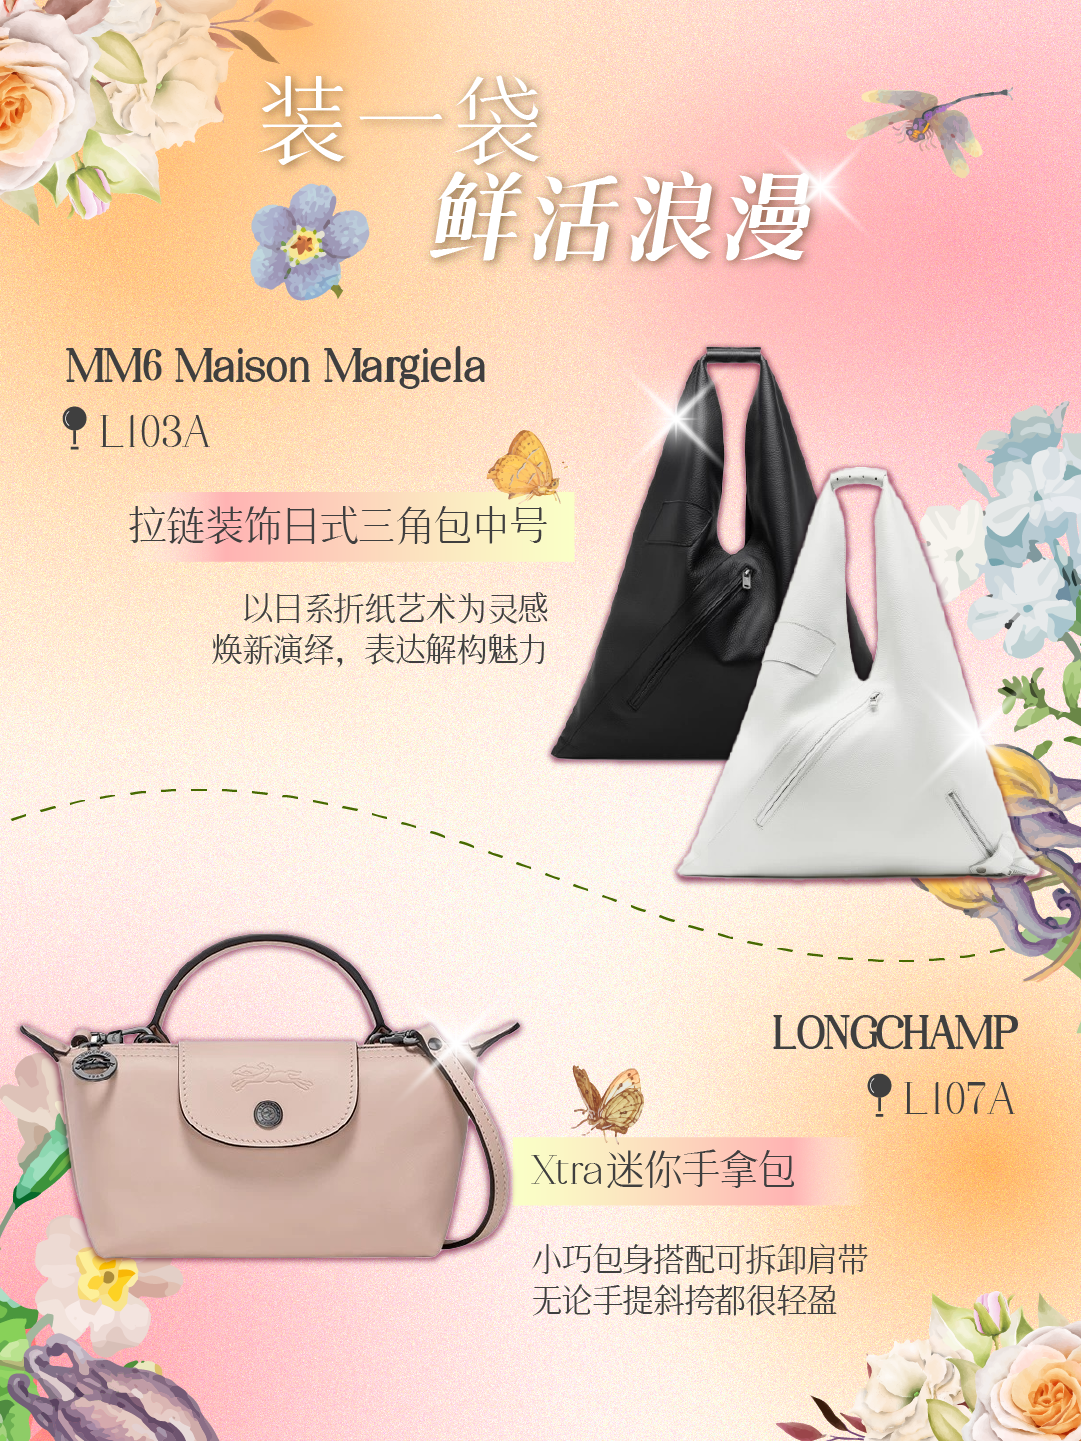 装一袋
鲜活浪漫
MM6 Maison Margiela
L103A
拉链装饰日式三角包中号
以日系折纸艺术为灵感
焕新演绎，表达解构魅力
LONGCHAMP
L107A
Xtra迷你手拿包
小巧包身搭配可拆卸肩带
无论手提斜挎都很轻盈